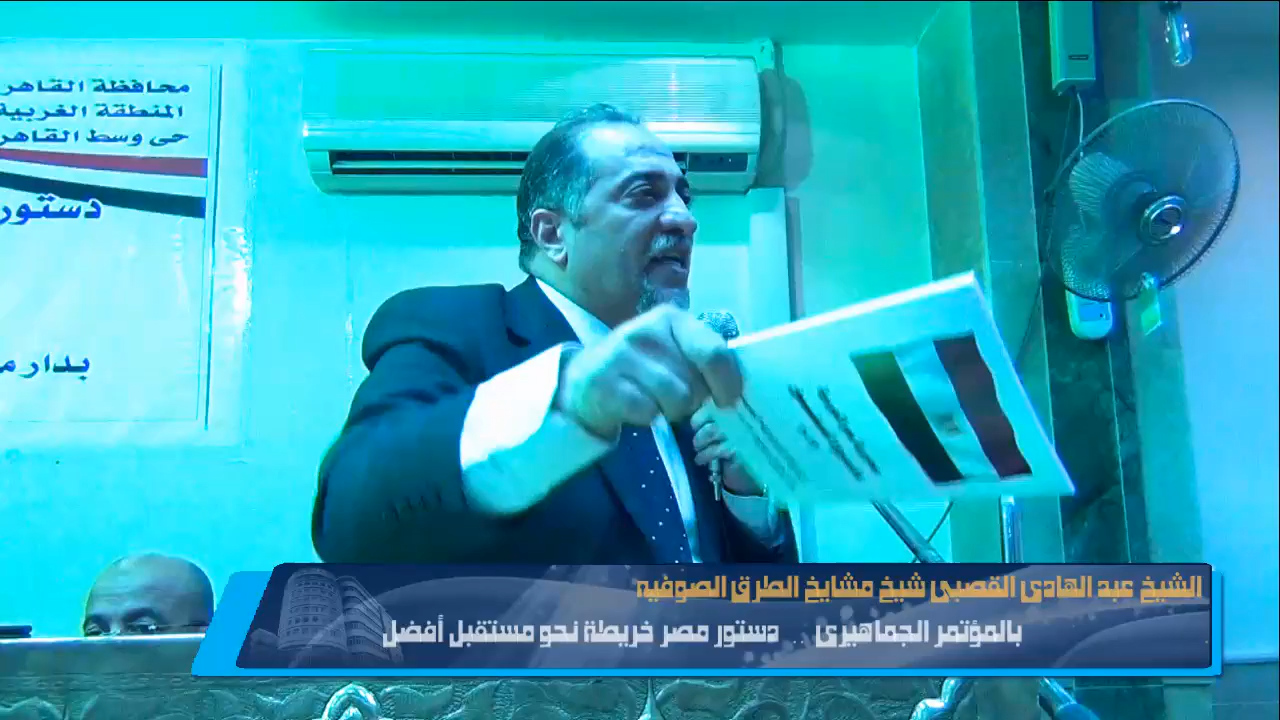 محافظة القاهر
المنطقة الغربية
حى وسط القاهر
دستور
بدار م
الشيخ عبد الهادى القصبى شيخ مشايخ الطرق الصوفيه
بالمؤتمر الجماهيرى ... دستور مصر خريطة نحو مستقبل أفضل